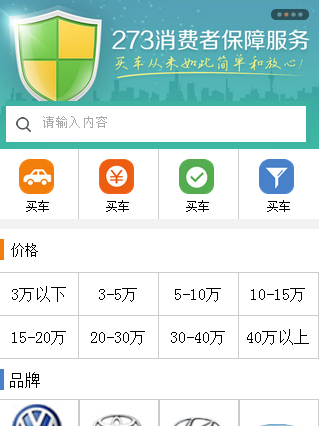 273消费者保障服务
买车从未如此简单和放心!
请输入内容
买车 买车 买车 买车
价格
3万以下 3-5万 5-10万 10-15万
15-20万 20-30万 30-40万 40万以上
品牌